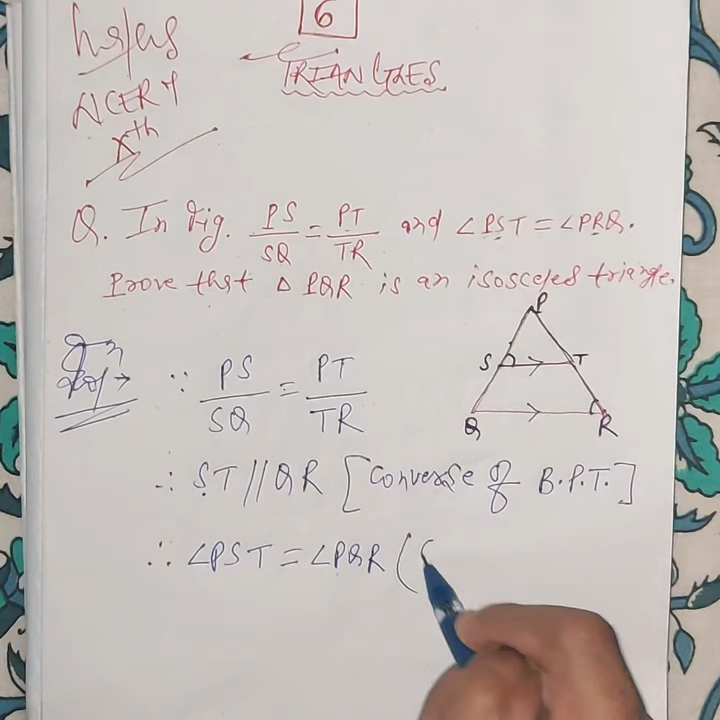 6
TRIANGLES
NCERT
Xth
Q. In fig. PS/SQ = PT/TR and ∠PST = ∠PRQ.
Prove that △ PQR is an isosceles triangle.
P
S T
Q R
∵ PS/SQ = PT/TR
∴ ST // QR [Converse of B.P.T.]
∴ ∠PST = ∠PQR (